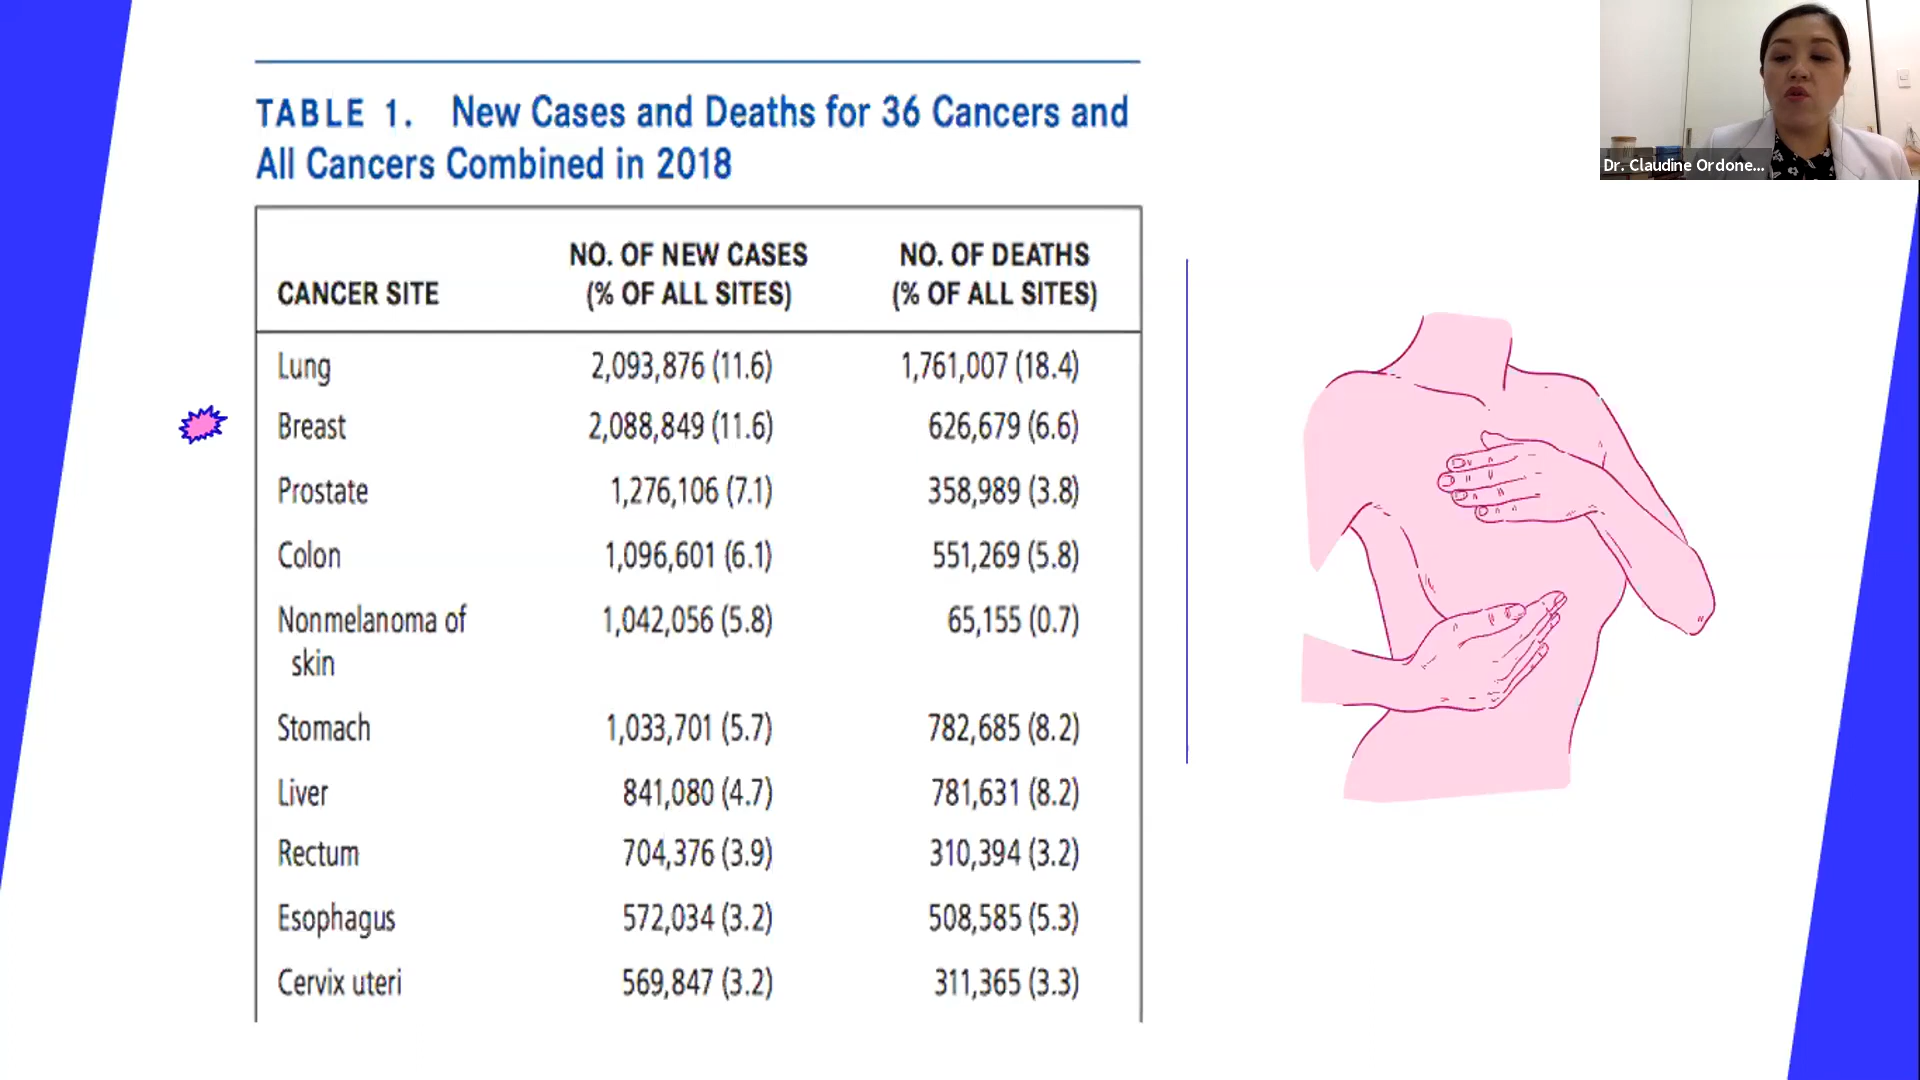 TABLE 1. New Cases and Deaths for 36 Cancers and
All Cancers Combined in 2018
CANCER SITE NO. OF NEW CASES (% OF ALL SITES) NO. OF DEATHS (% OF ALL SITES)
Lung 2,093,876 (11.6) 1,761,007 (18.4)
Breast 2,088,849 (11.6) 626,679 (6.6)
Prostate 1,276,106 (7.1) 358,989 (3.8)
Colon 1,096,601 (6.1) 551,269 (5.8)
Nonmelanoma of 1,042,056 (5.8) 65,155 (0.7)
skin
Stomach 1,033,701 (5.7) 782,685 (8.2)
Liver 841,080 (4.7) 781,631 (8.2)
Rectum 704,376 (3.9) 310,394 (3.2)
Esophagus 572,034 (3.2) 508,585 (5.3)
Cervix uteri 569,847 (3.2) 311,365 (3.3)
Dr. Claudine Ordone...